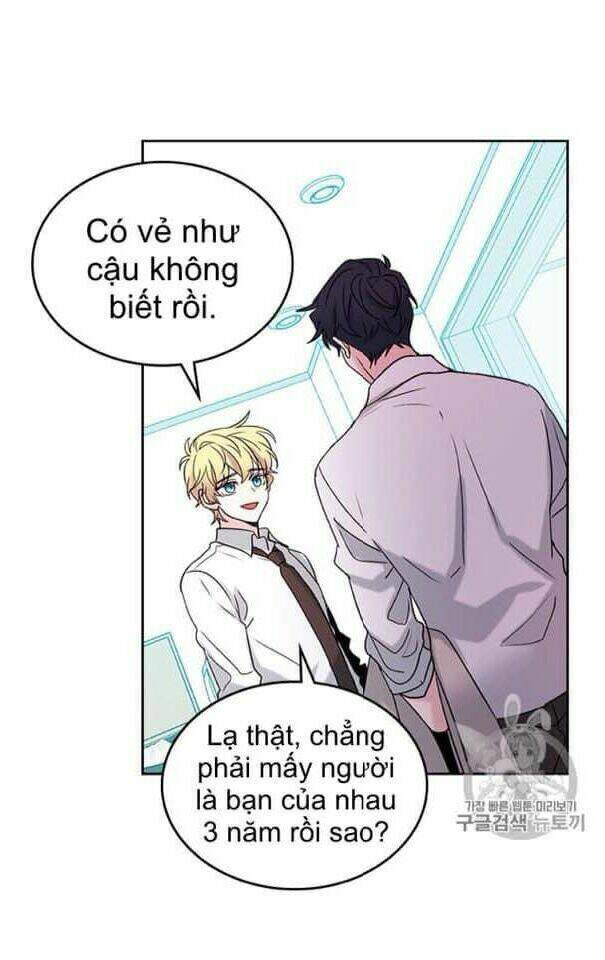 Có vẻ như
cậu không
biết rồi.
Lạ thật, chẳng
phải mấy người
là bạn của nhau
3 năm rồi sao?
가장 빠른 웹툰 미리보기
구글검색 뉴토끼